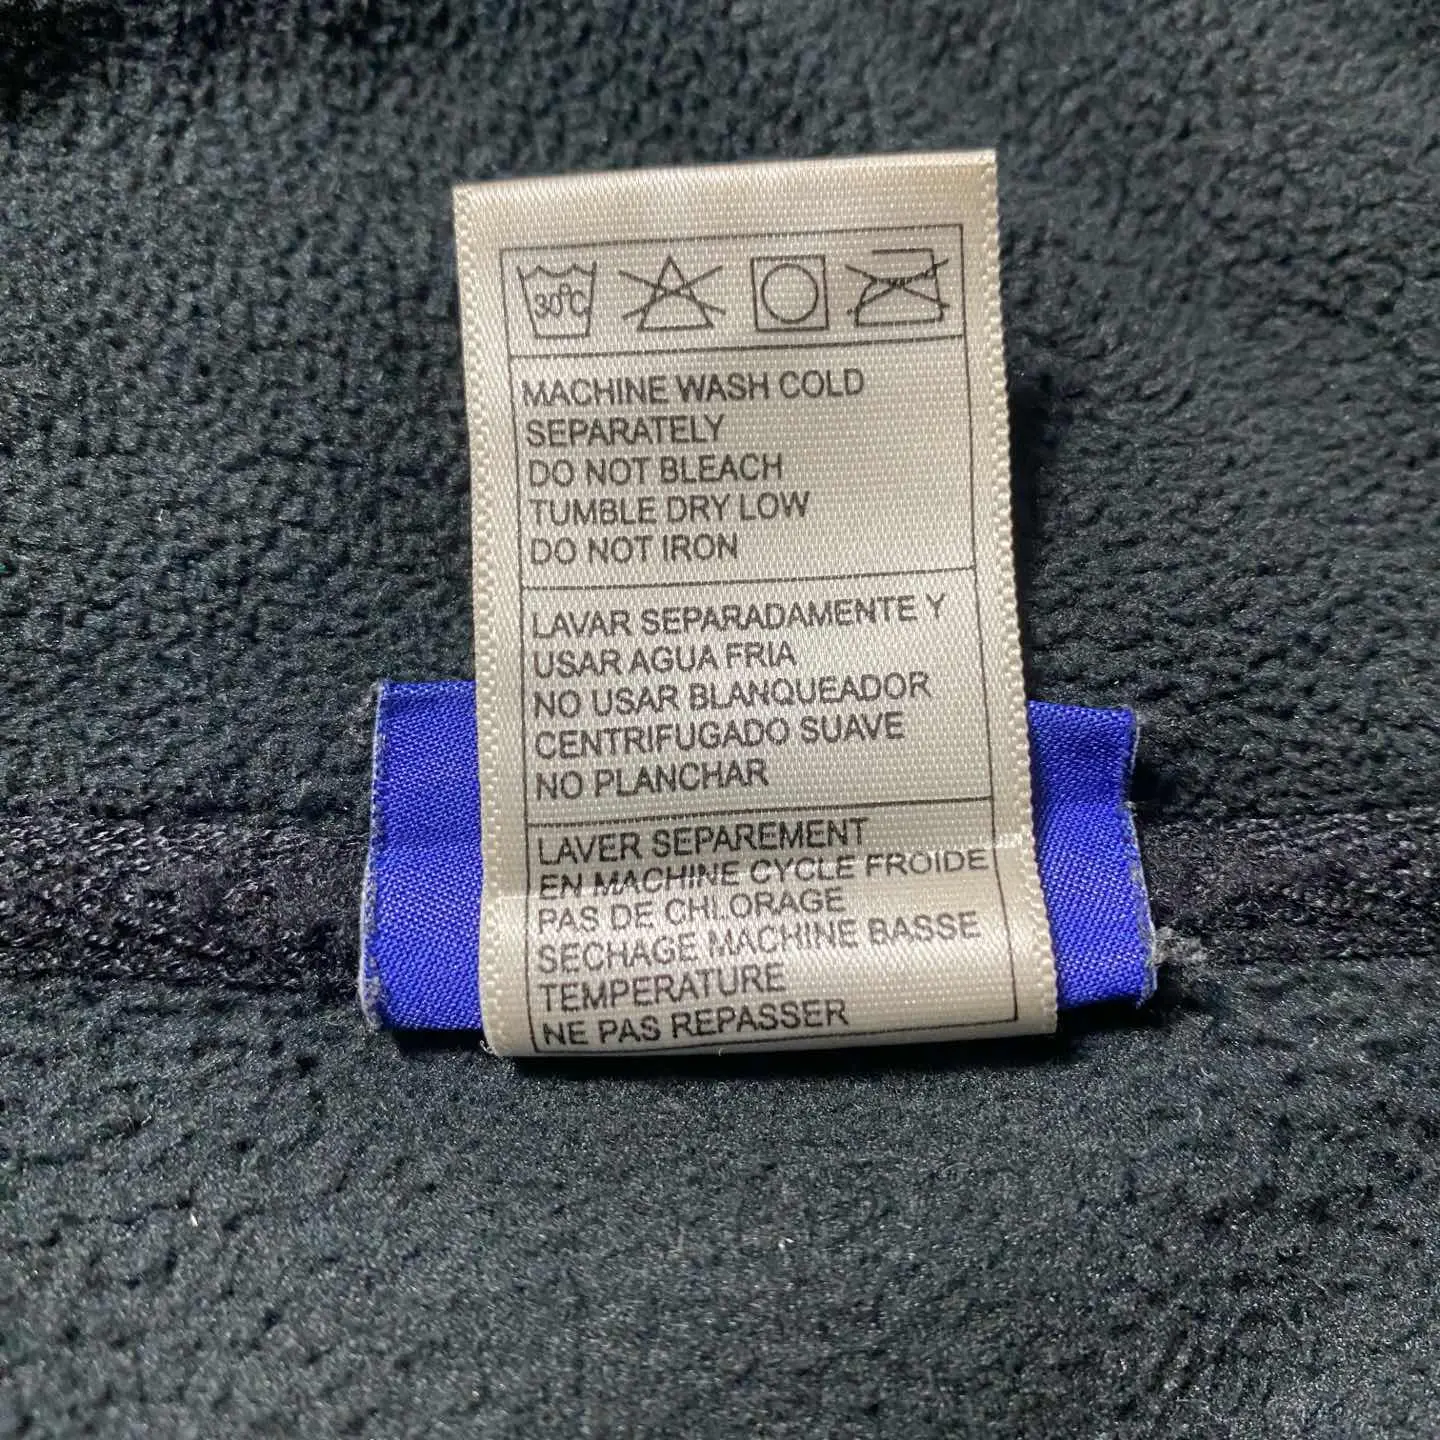 30°C
MACHINE WASH COLD
SEPARATELY
DO NOT BLEACH
TUMBLE DRY LOW
DO NOT IRON
LAVAR SEPARADAMENTE Y
USAR AGUA FRIA
NO USAR BLANQUEADOR
CENTRIFUGADO SUAVE
NO PLANCHAR
LAVER SEPAREMENT
EN MACHINE CYCLE FROIDE
PAS DE CHLORAGE
SECHAGE MACHINE BASSE
TEMPERATURE
NE PAS REPASSER